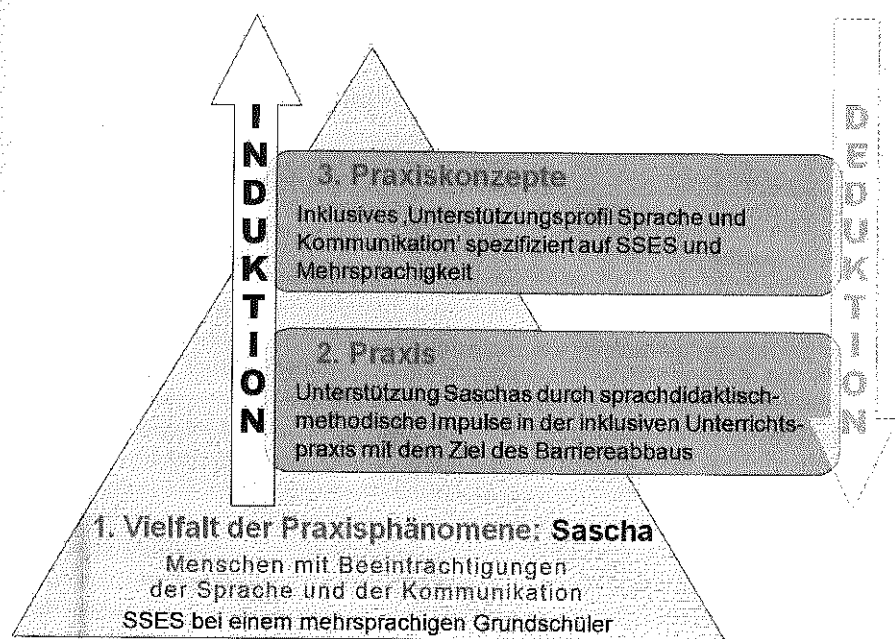 INDUKTION
DEDUKTION
3. Praxiskonzepte
Inklusives ‚Unterstützungsprofil Sprache und
Kommunikation' spezifiziert auf SSES und
Mehrsprachigkeit
2. Praxis
Unterstützung Saschas durch sprachdidaktisch-
methodische Impulse in der inklusiven Unterrichts-
praxis mit dem Ziel des Barriereabbaus
1. Vielfalt der Praxisphänomene: Sascha
Menschen mit Beeinträchtigungen
der Sprache und der Kommunikation
SSES bei einem mehrsprachigen Grundschüler